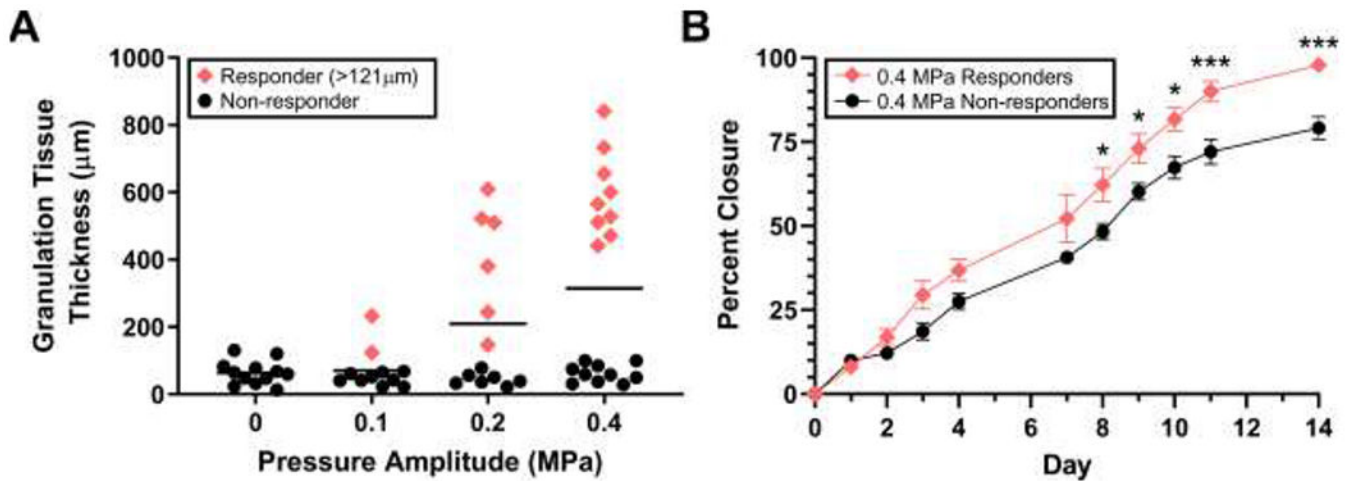 A
1000
800
600
400
200
0
Granulation Tissue
Thickness (μm)
Responder (>121μm)
Non-responder
0 0.1 0.2 0.4
Pressure Amplitude (MPa)
B
100
75
50
25
0
Percent Closure
0.4 MPa Responders
0.4 MPa Non-responders
* * * *** ***
0 2 4 6 8 10 12 14
Day